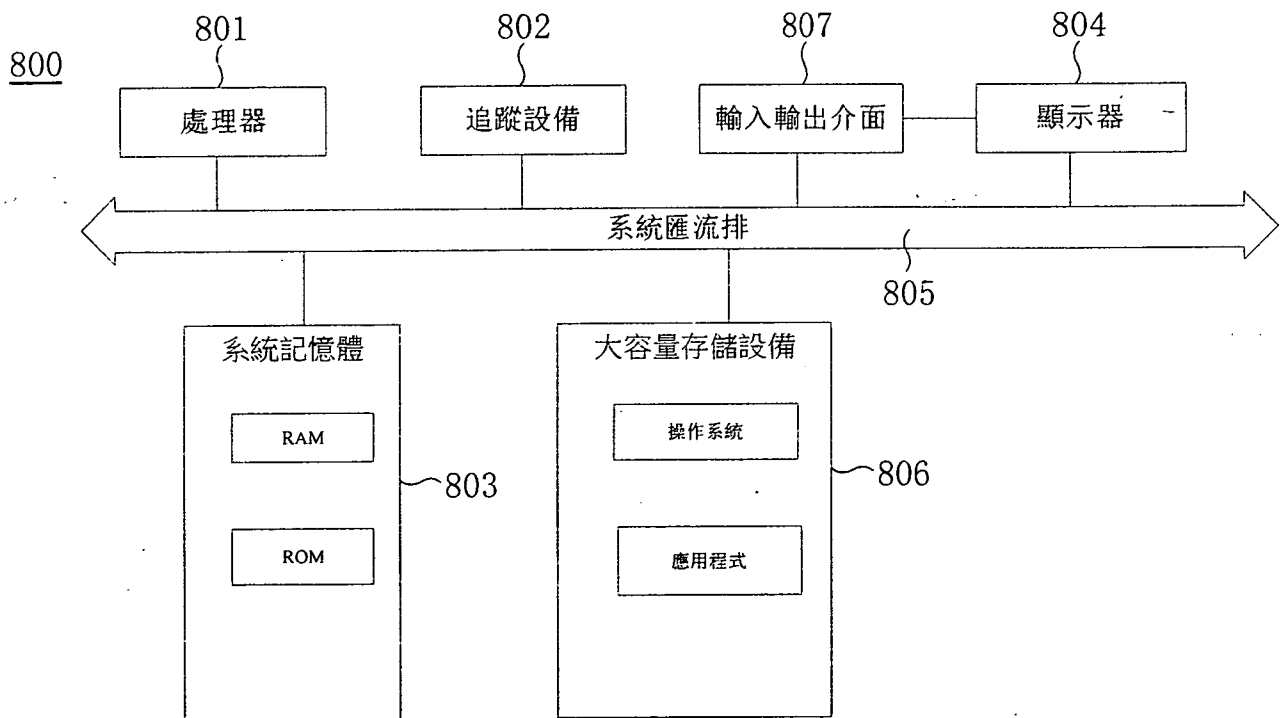 801
802
807
804
800
處理器
追蹤設備
輸入輸出介面
顯示器
系統匯流排
805
系統記憶體
RAM
ROM
803
大容量存儲設備
操作系統
應用程式
806